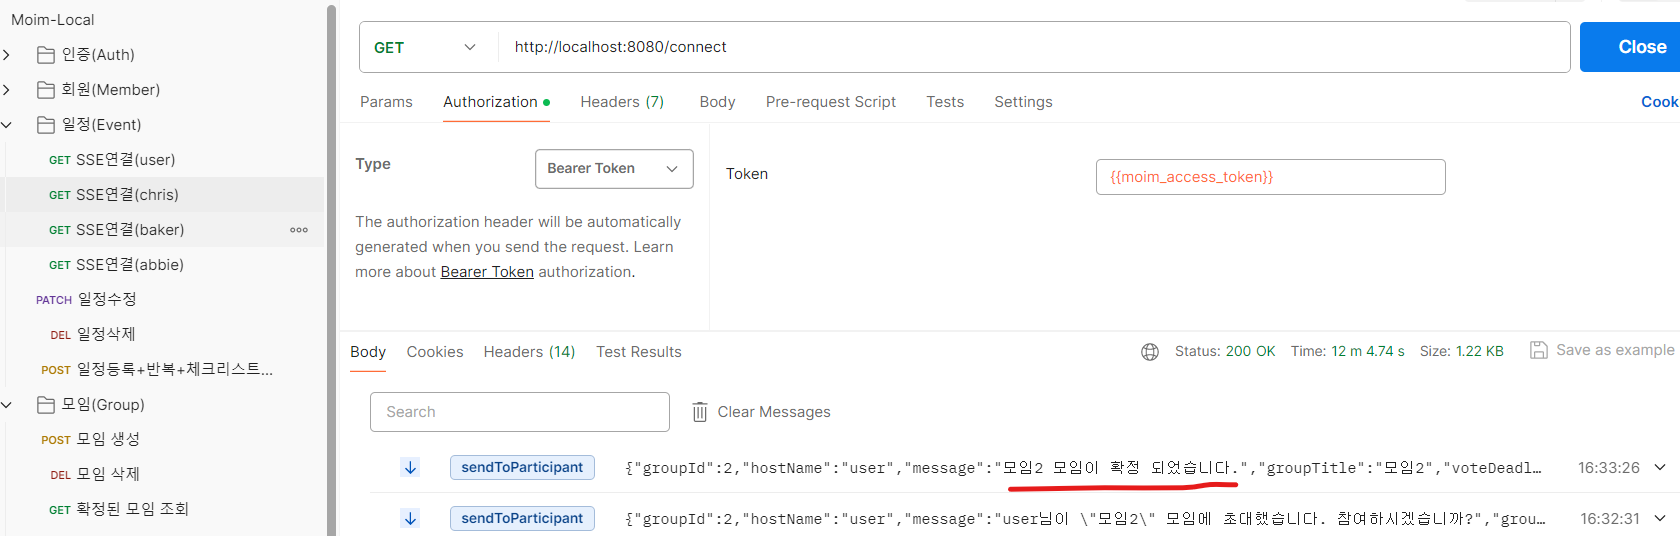 Moim-Local
인증(Auth)
회원(Member)
일정(Event)
GET SSE연결(user)
GET SSE연결(chris)
GET SSE연결(baker)
GET SSE연결(abbie)
PATCH 일정수정
DEL 일정삭제
POST 일정등록+반복+체크리스트...
모임(Group)
POST 모임 생성
DEL 모임 삭제
GET 확정된 모임 조회
GET http://localhost:8080/connect Close
Params Authorization Headers (7) Body Pre-request Script Tests Settings Cook
Type Bearer Token
The authorization header will be automatically
generated when you send the request. Learn
more about Bearer Token authorization.
Token {{moim_access_token}}
Body Cookies Headers (14) Test Results Status: 200 OK Time: 12 m 4.74 s Size: 1.22 KB Save as example
Search Clear Messages
sendToParticipant {"groupId":2,"hostName":"user","message":"모임2 모임이 확정 되었습니다.","groupTitle":"모임2","voteDeadl… 16:33:26
sendToParticipant {"groupId":2,"hostName":"user","message":"user님이 \"모임2\" 모임에 초대했습니다. 참여하시겠습니까?","grou… 16:32:31